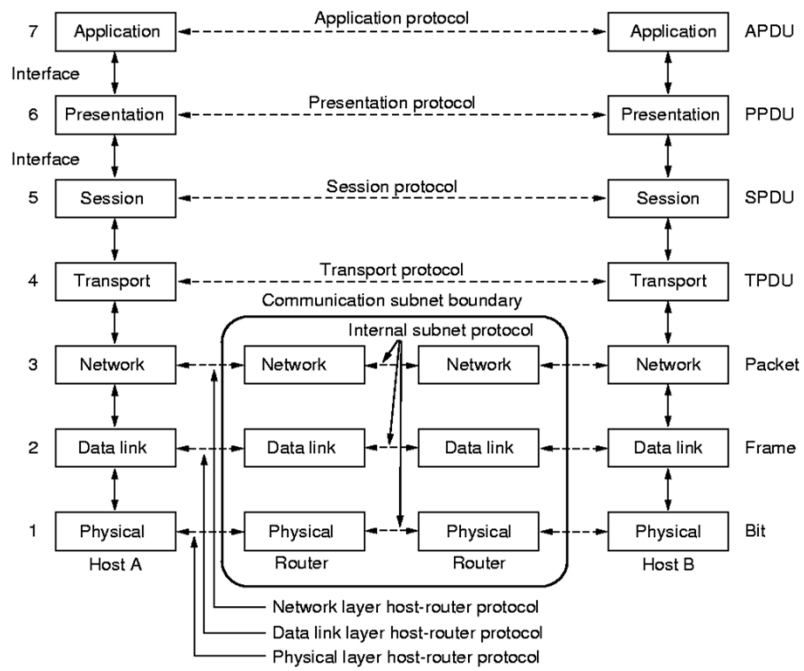 7 Application Application protocol Application APDU
Interface
6 Presentation Presentation protocol Presentation PPDU
Interface
5 Session Session protocol Session SPDU
4 Transport Transport protocol Transport TPDU
Communication subnet boundary
Internal subnet protocol
3 Network Network Network Network Packet
2 Data link Data link Data link Data link Frame
1 Physical Physical Physical Physical Bit
Host A Router Router Host B
Network layer host-router protocol
Data link layer host-router protocol
Physical layer host-router protocol